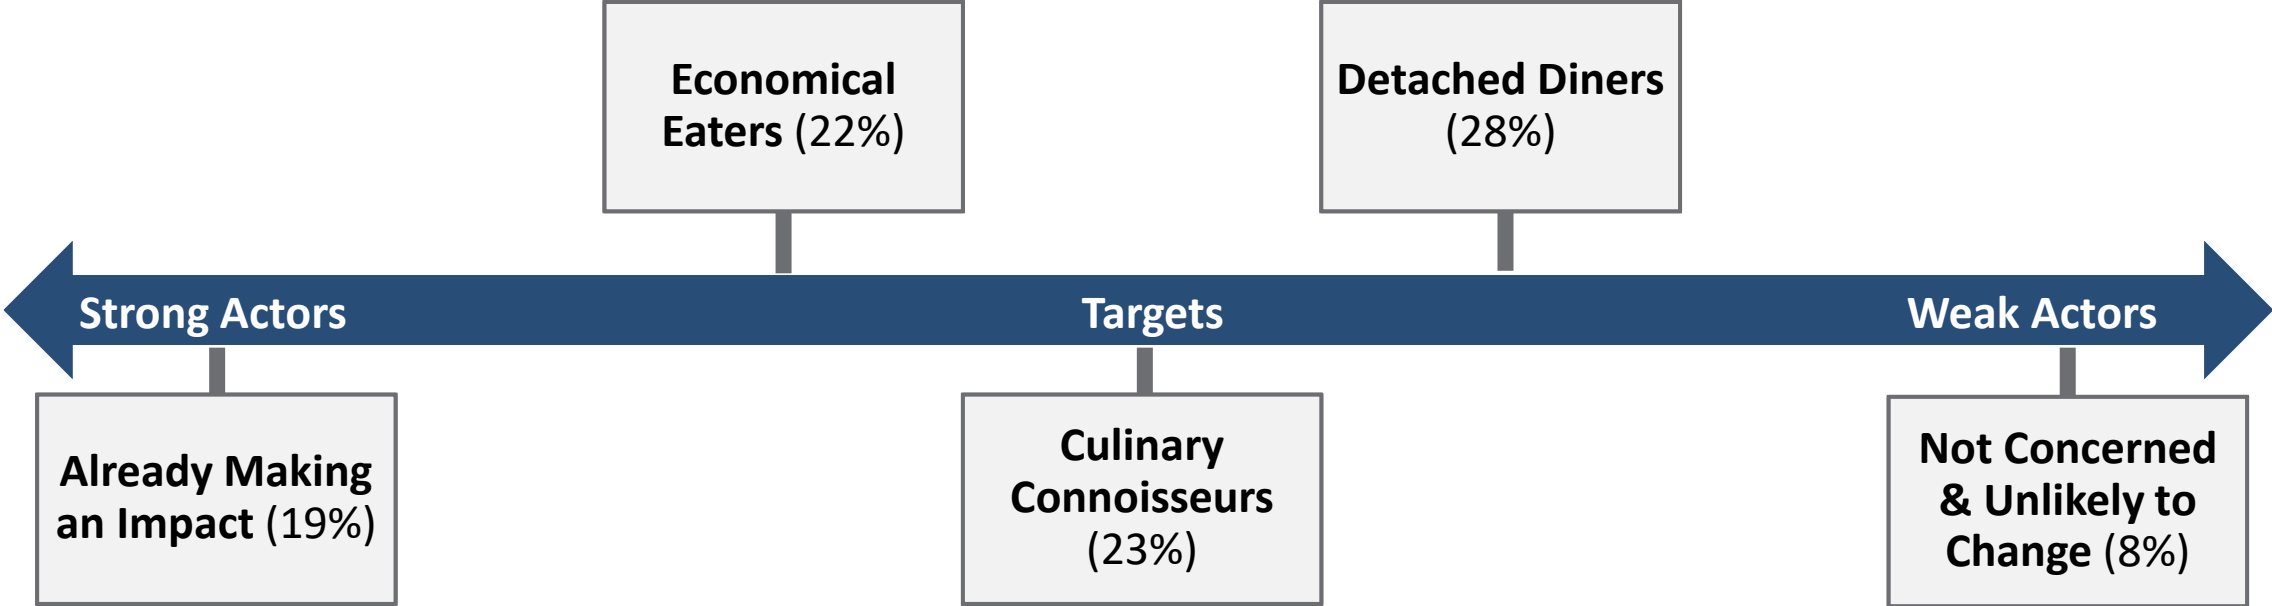 Economical
Eaters (22%)
Detached Diners
(28%)
Strong Actors
Targets
Weak Actors
Already Making
an Impact (19%)
Culinary
Connoisseurs
(23%)
Not Concerned
& Unlikely to
Change (8%)